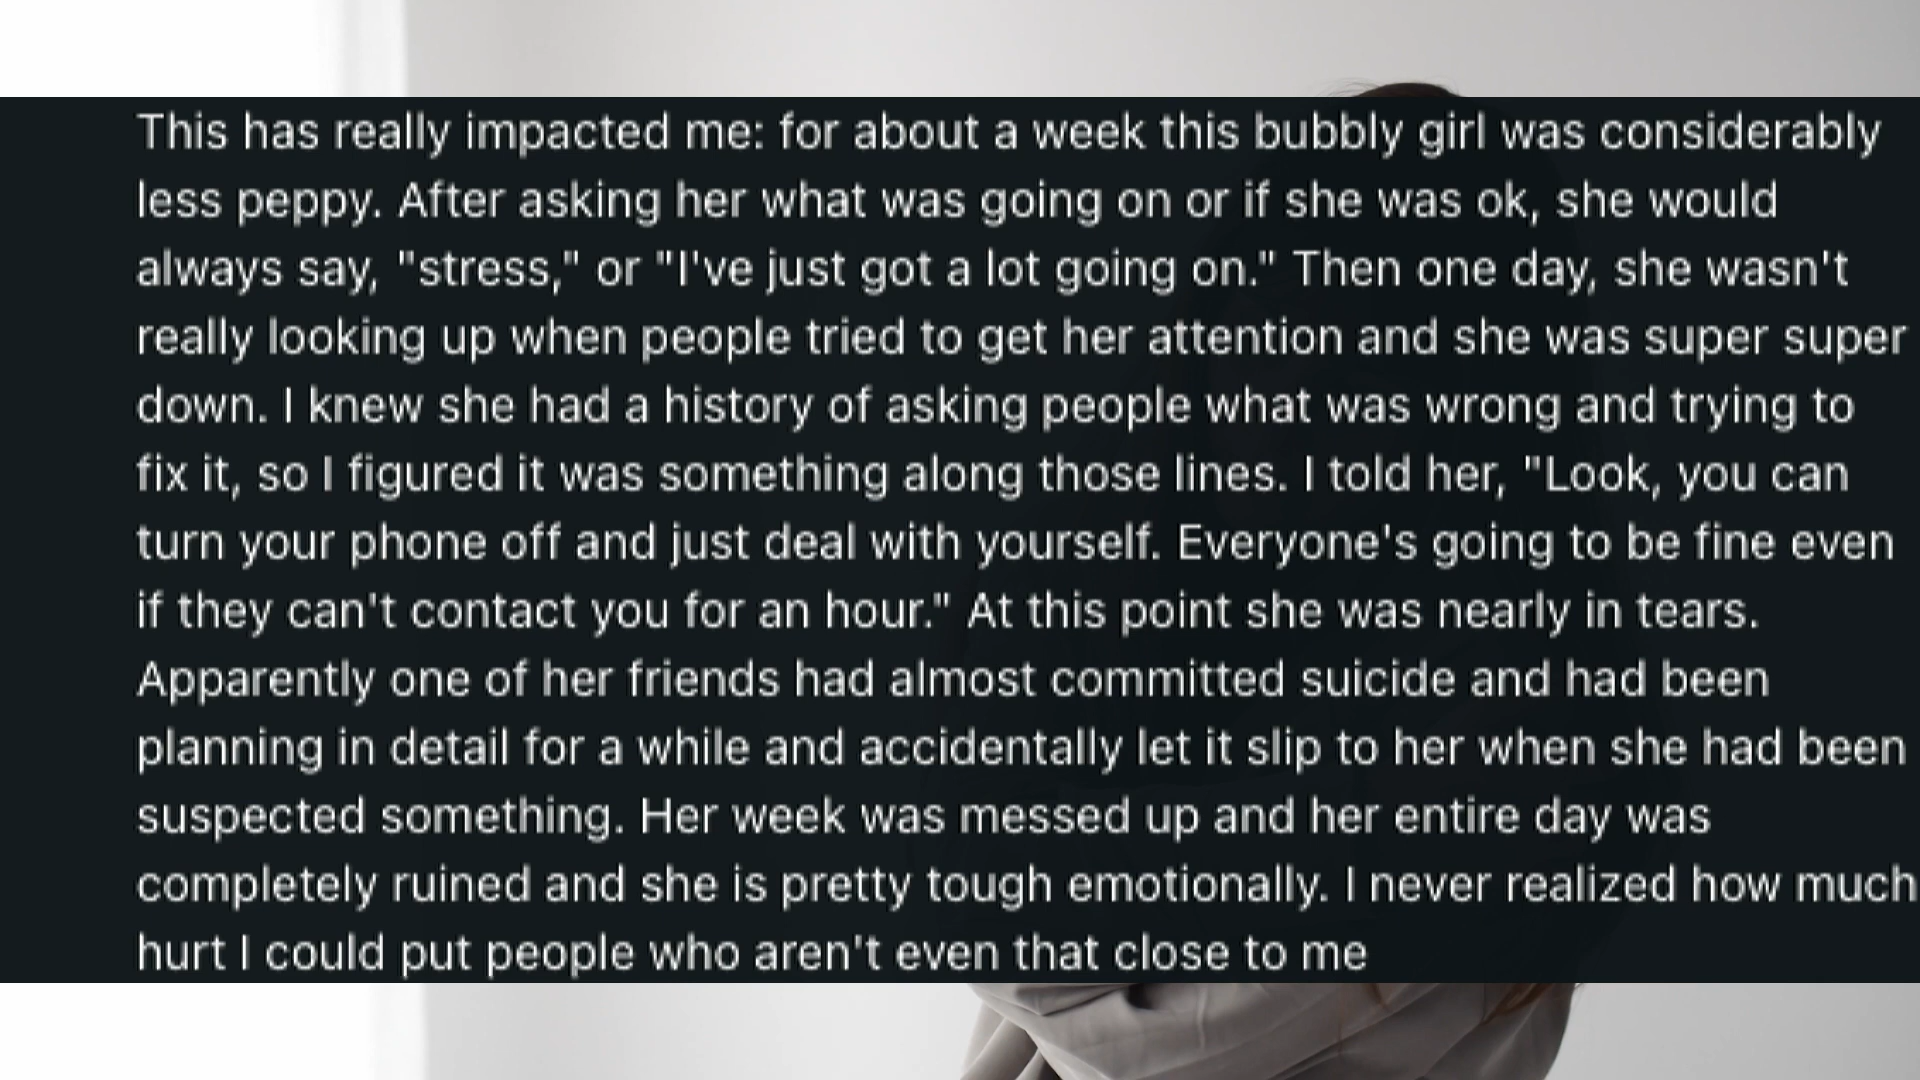 This has really impacted me: for about a week this bubbly girl was considerably
less peppy. After asking her what was going on or if she was ok, she would
always say, "stress," or "I've just got a lot going on." Then one day, she wasn't
really looking up when people tried to get her attention and she was super super
down. I knew she had a history of asking people what was wrong and trying to
fix it, so I figured it was something along those lines. I told her, "Look, you can
turn your phone off and just deal with yourself. Everyone's going to be fine even
if they can't contact you for an hour." At this point she was nearly in tears.
Apparently one of her friends had almost committed suicide and had been
planning in detail for a while and accidentally let it slip to her when she had been
suspected something. Her week was messed up and her entire day was
completely ruined and she is pretty tough emotionally. I never realized how much
hurt I could put people who aren't even that close to me